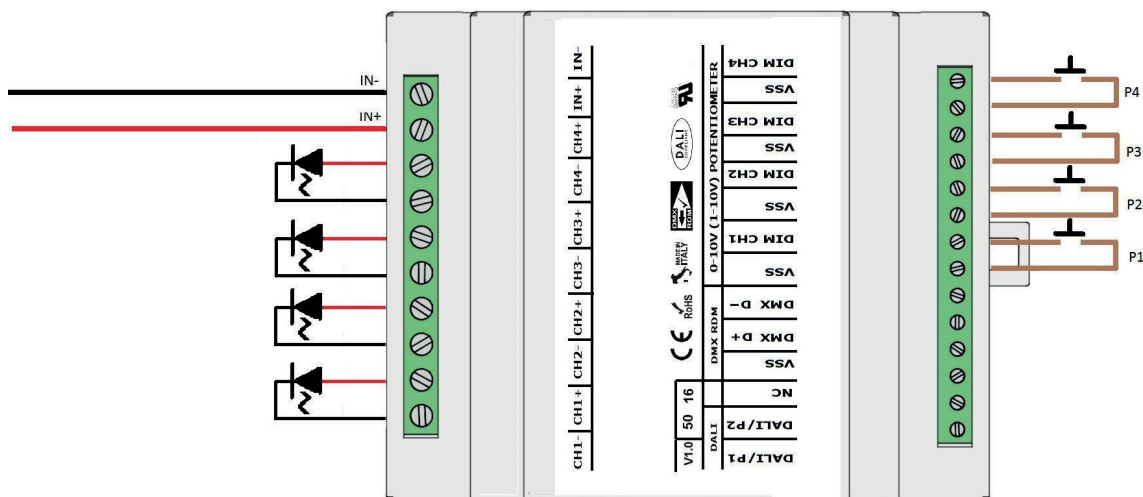 IN-
IN+
IN-
IN+
CH4+
CH4-
CH3+
CH3-
CH2+
CH2-
CH1+
CH1-
DALI
DMX
RDM
MADE IN
ITALY
RoHS
CE
16
50
V1.0
0-10V (1-10V) POTENTIOMETER
DMX RDM
DALI
DIM CH4
VSS
DIM CH3
VSS
DIM CH2
VSS
DIM CH1
VSS
DMX D-
DMX D+
VSS
NC
DALI/P2
DALI/P1
P4
P3
P2
P1